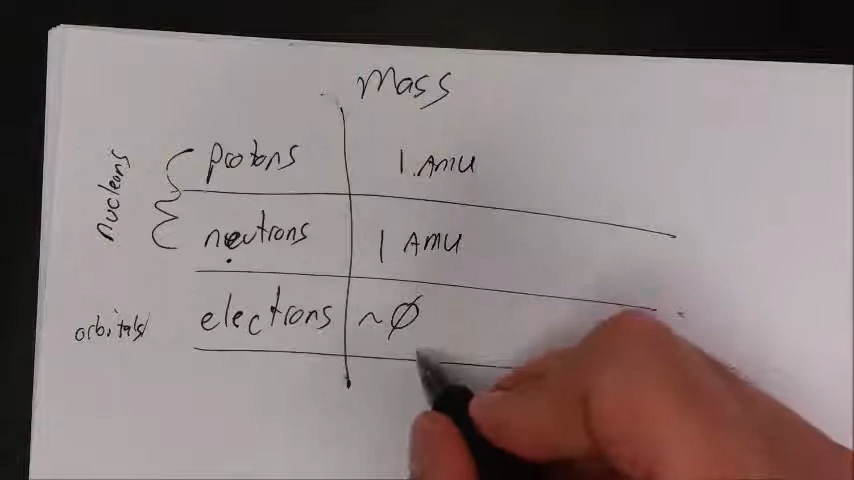 mass
nucleons
protons 1 AMU
neutrons 1 AMU
orbitals electrons ~Ø